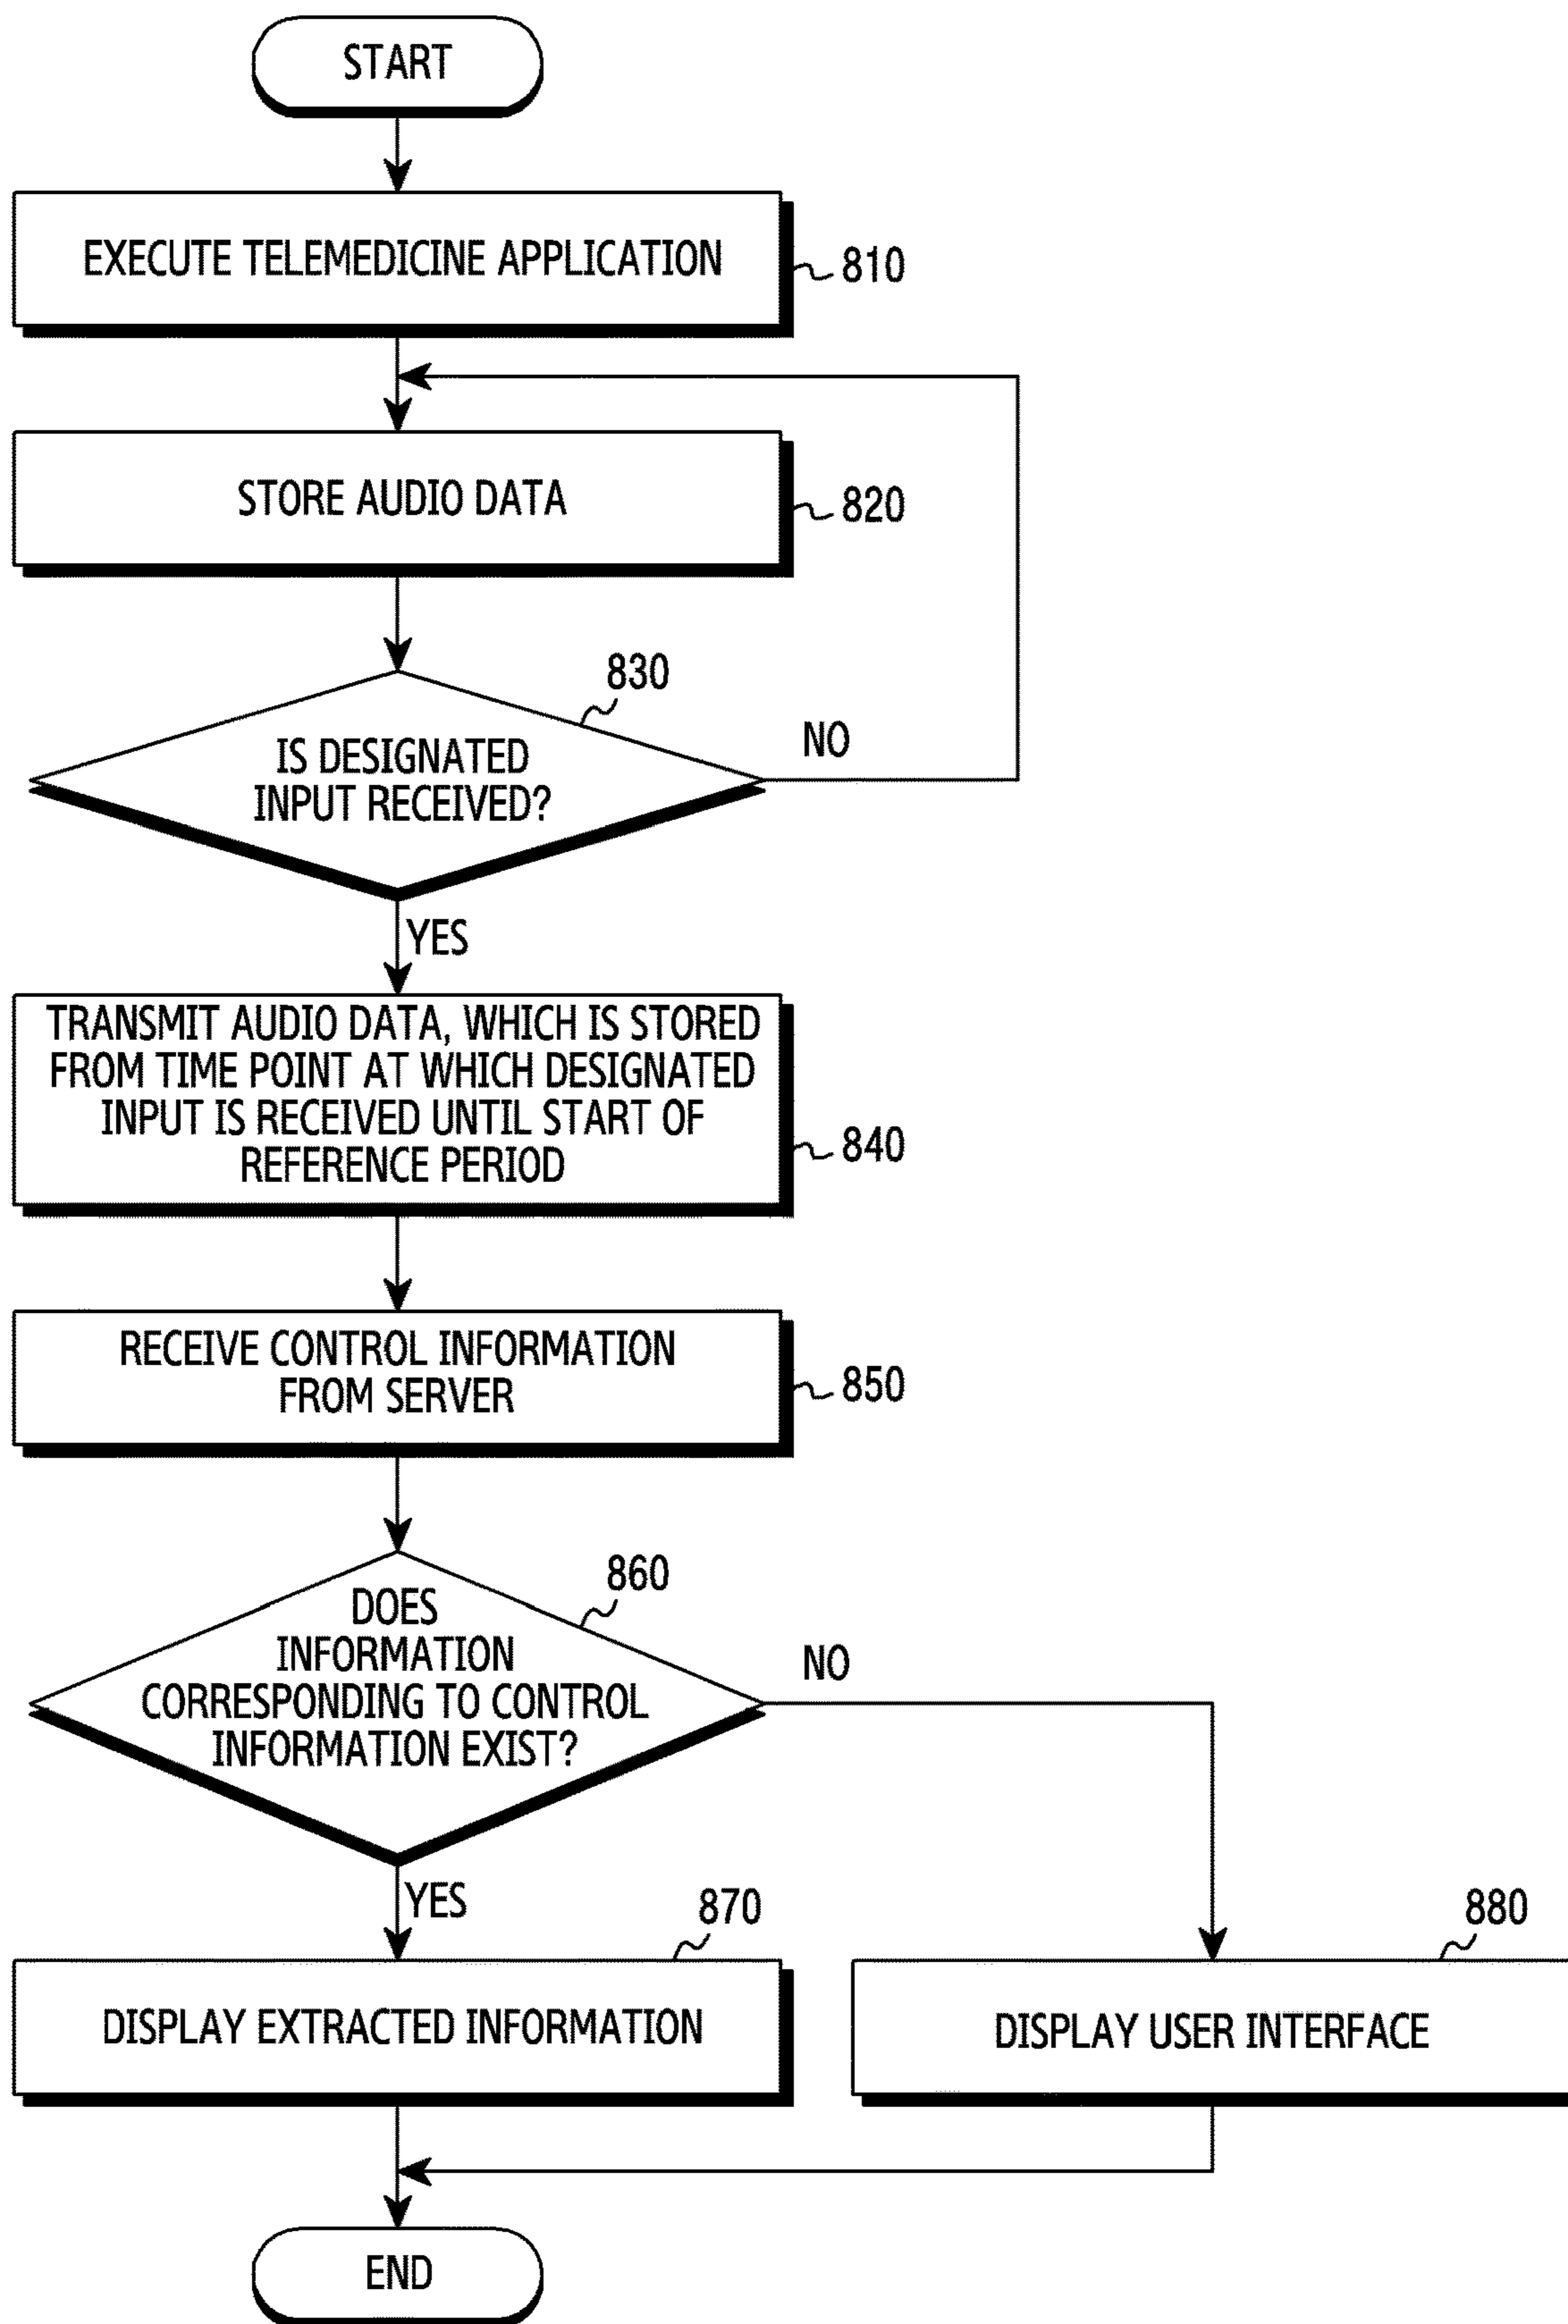 START
EXECUTE TELEMEDICINE APPLICATION
810
STORE AUDIO DATA
820
830
IS DESIGNATED
INPUT RECEIVED?
NO
YES
TRANSMIT AUDIO DATA, WHICH IS STORED
FROM TIME POINT AT WHICH DESIGNATED
INPUT IS RECEIVED UNTIL START OF
REFERENCE PERIOD
840
RECEIVE CONTROL INFORMATION
FROM SERVER
850
860
DOES
INFORMATION
CORRESPONDING TO CONTROL
INFORMATION EXIST?
NO
YES
870
880
DISPLAY EXTRACTED INFORMATION
DISPLAY USER INTERFACE
END